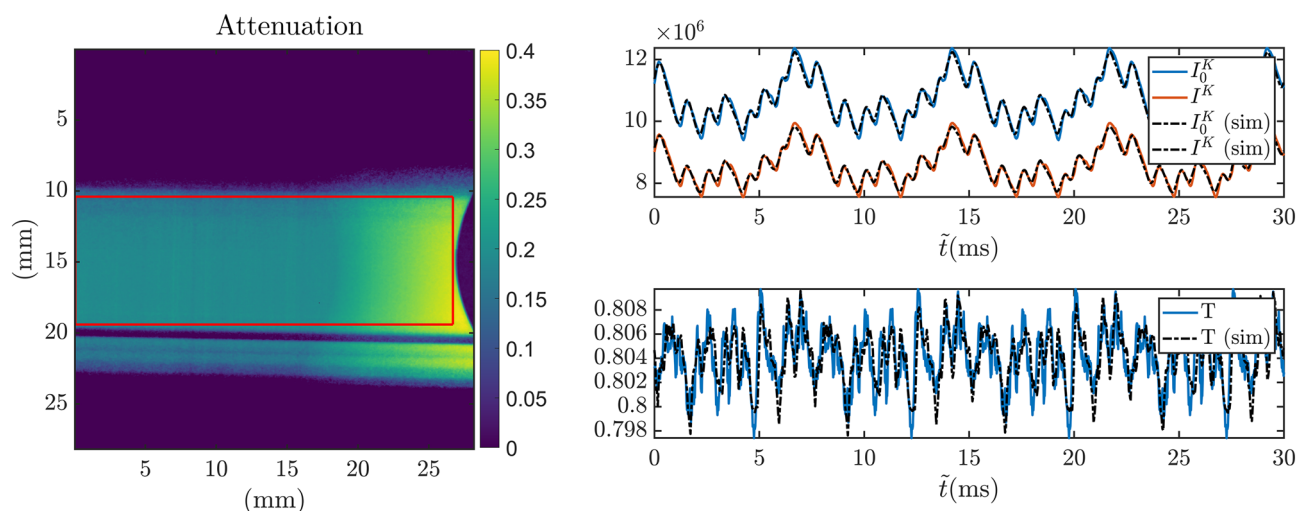 Attenuation
5
10
15
20
25
(mm)
5 10 15 20 25
(mm)
0.4
0.35
0.3
0.25
0.2
0.15
0.1
0.05
0
×10⁶
12
10
8
0 5 10 15 20 25 30
t̃(ms)
I₀ᴷ
Iᴷ
I₀ᴷ (sim)
Iᴷ (sim)
0.808
0.806
0.804
0.802
0.8
0.798
0 5 10 15 20 25 30
t̃(ms)
T
T (sim)